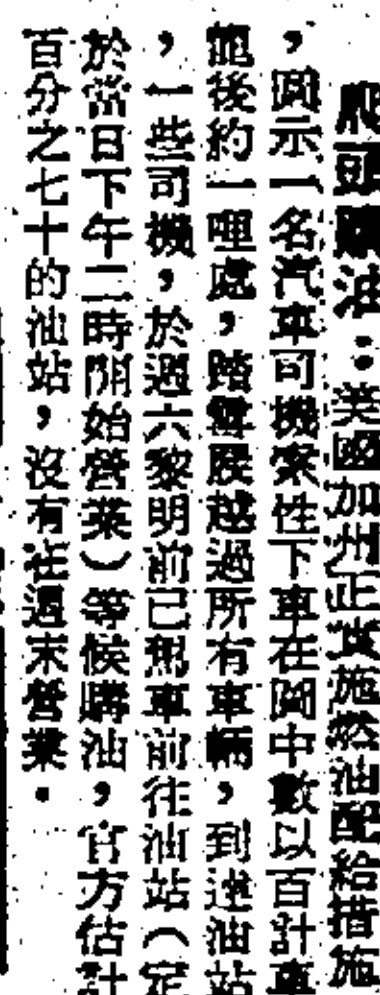 爬頭購油：美國加州正實施燃油配給措施
，圖示一名汽車司機索性下車在圖中數以百計車
龍後約一哩處，踏雪屐越過所有車輛，到達油站
，一些司機，於週六黎明前已駕車前往油站（定
於當日下午二時開始營業）等候購油，官方估計
百分之七十的油站，沒有在週末營業。